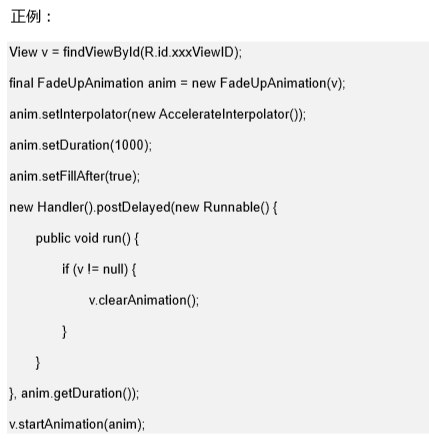 正例：
View v = findViewById(R.id.xxxViewID);
final FadeUpAnimation anim = new FadeUpAnimation(v);
anim.setInterpolator(new AccelerateInterpolator());
anim.setDuration(1000);
anim.setFillAfter(true);
new Handler().postDelayed(new Runnable() {
public void run() {
if (v != null) {
v.clearAnimation();
}
}
}, anim.getDuration());
v.startAnimation(anim);